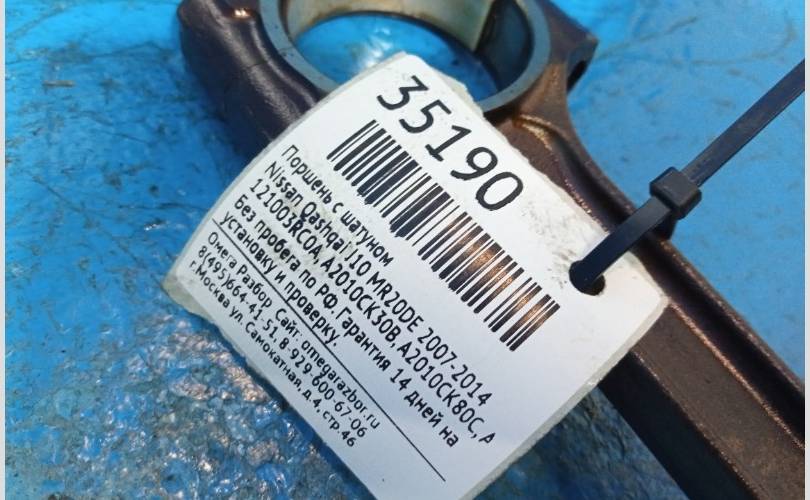 35190
Поршень с шатуном
Nissan Qashqai J10 MR20DE 2007-2014
121003RC0A, A2010CK30B, A2010CK80C, A
Без пробега по РФ. Гарантия 14 дней на
установку и проверку.
Омега Разбор. Сайт: omegarazbor.ru
8(495)664-41-51, 8-929-600-67-06
г.Москва ул. Самокатная, д.4, стр.46